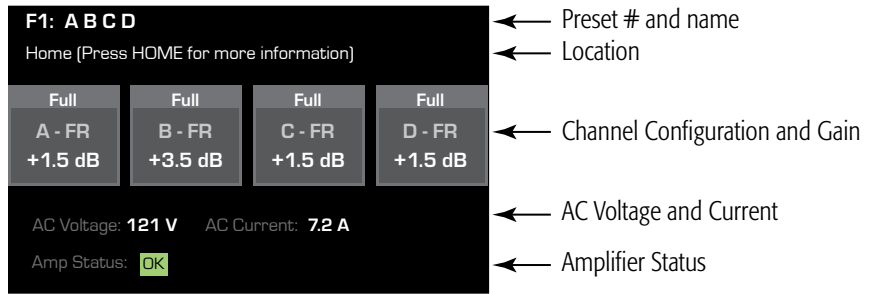 F1: A B C D
Preset # and name
Home (Press HOME for more information)
Location
Full Full Full Full
A - FR B - FR C - FR D - FR
Channel Configuration and Gain
+1.5 dB +3.5 dB +1.5 dB +1.5 dB
AC Voltage: 121 V AC Current: 7.2 A
AC Voltage and Current
Amp Status: OK
Amplifier Status